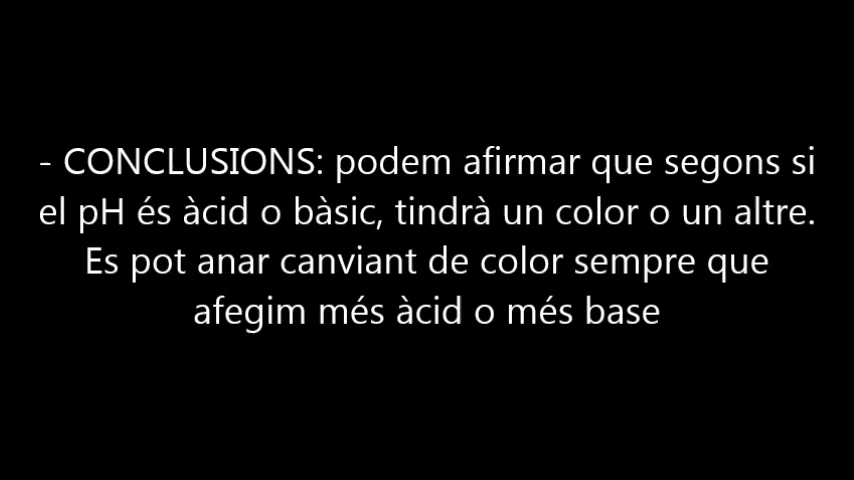 - CONCLUSIONS: podem afirmar que segons si
el pH és àcid o bàsic, tindrà un color o un altre.
Es pot anar canviant de color sempre que
afegim més àcid o més base